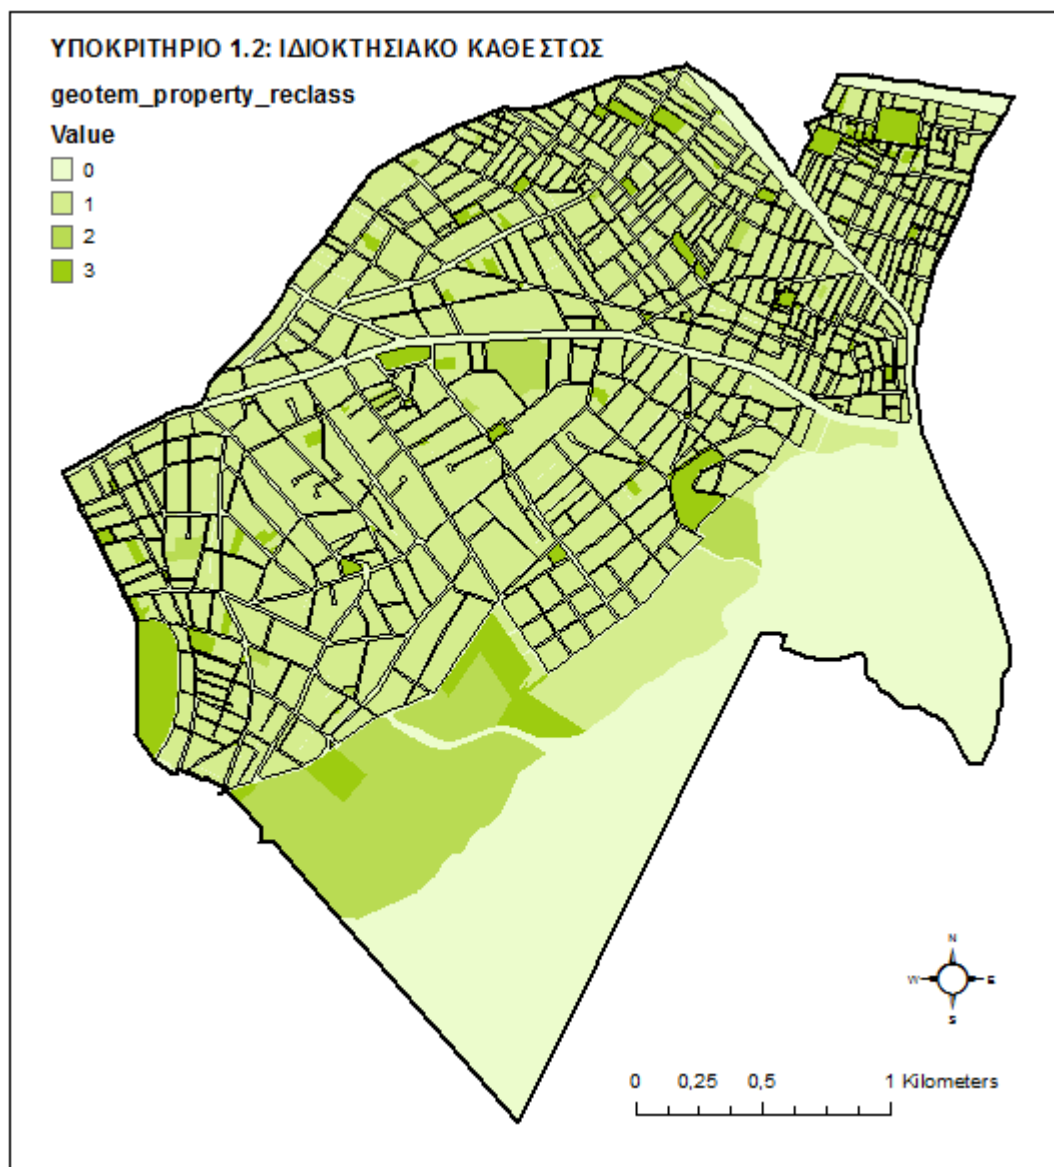 ΥΠΟΚΡΙΤΗΡΙΟ 1.2: ΙΔΙΟΚΤΗΣΙΑΚΟ ΚΑΘΕΣΤΩΣ
geotem_property_reclass
Value
0
1
2
3
N
W E
S
0 0,25 0,5 1 Kilometers